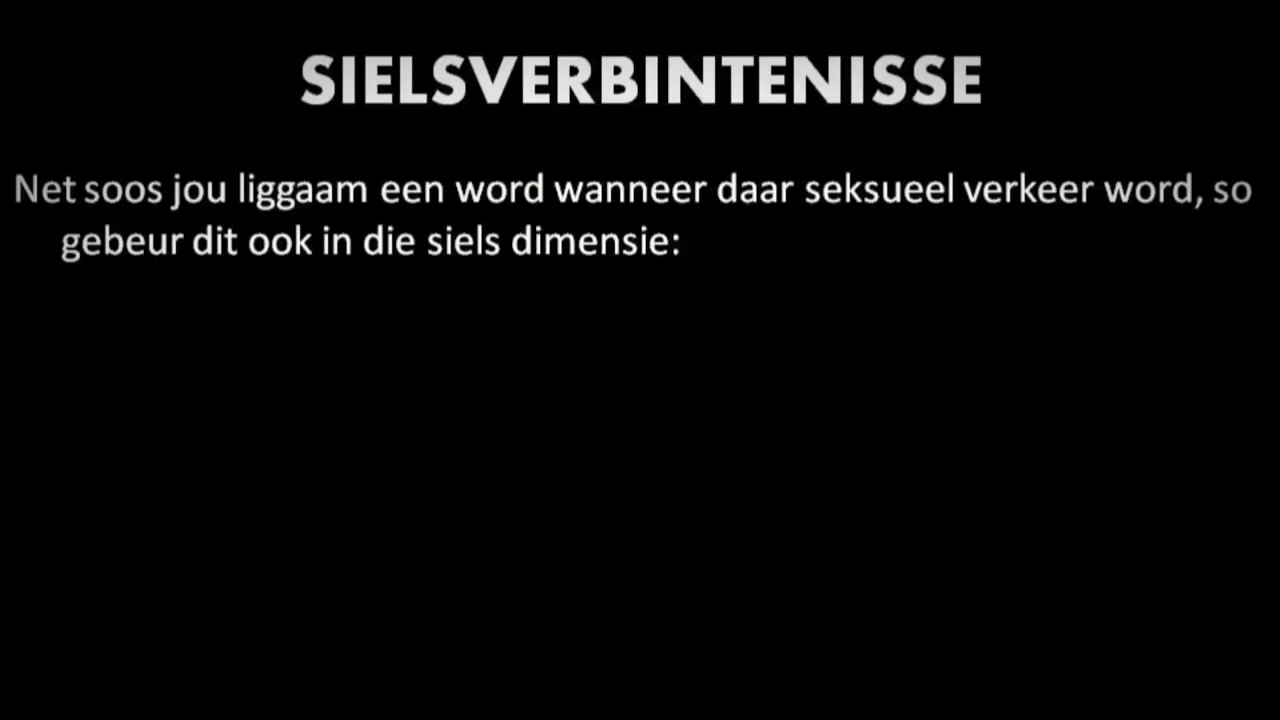 SIELSVERBINTENISSE
Net soos jou liggaam een word wanneer daar seksueel verkeer word, so
gebeur dit ook in die siels dimensie: